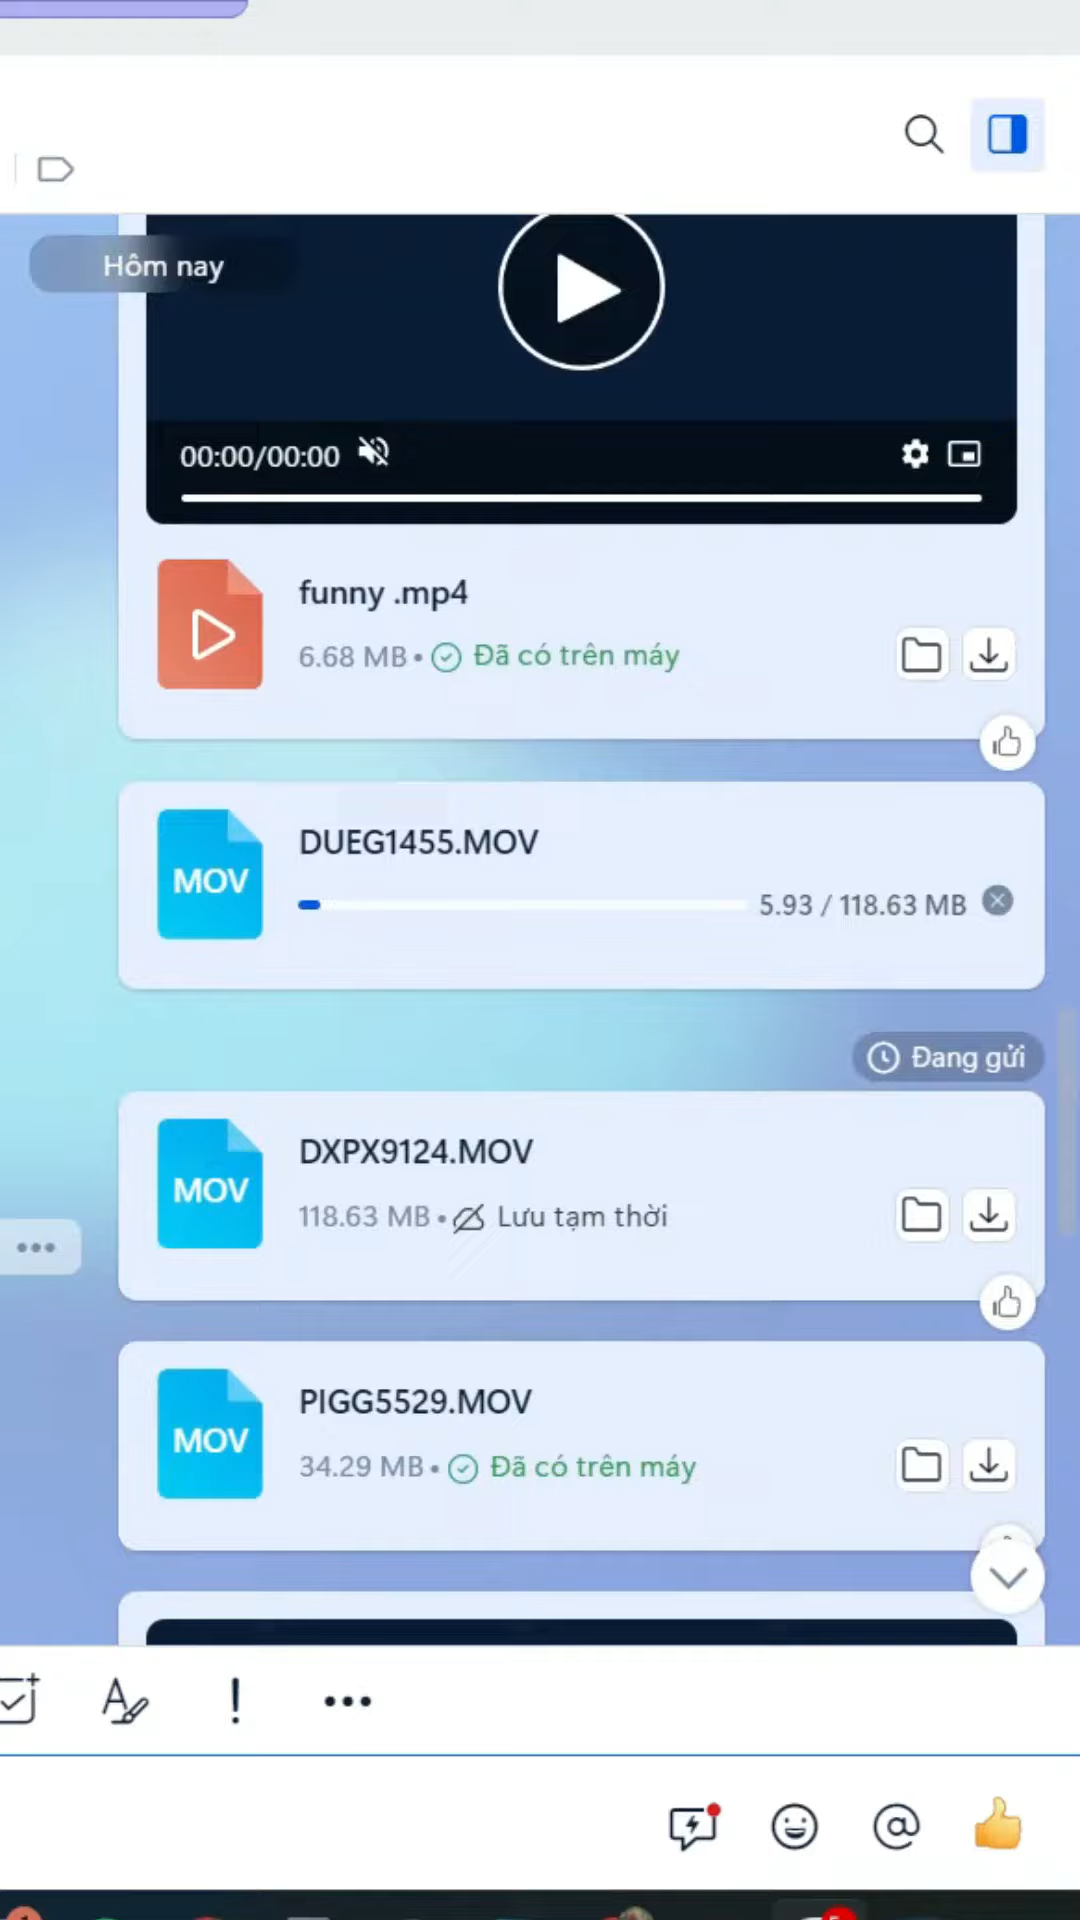 Hôm nay
00:00/00:00
funny .mp4
6.68 MB • Đã có trên máy
MOV
DUEG1455.MOV
5.93 / 118.63 MB
Đang gửi
MOV
DXPX9124.MOV
118.63 MB • Lưu tạm thời
MOV
PIGG5529.MOV
34.29 MB • Đã có trên máy